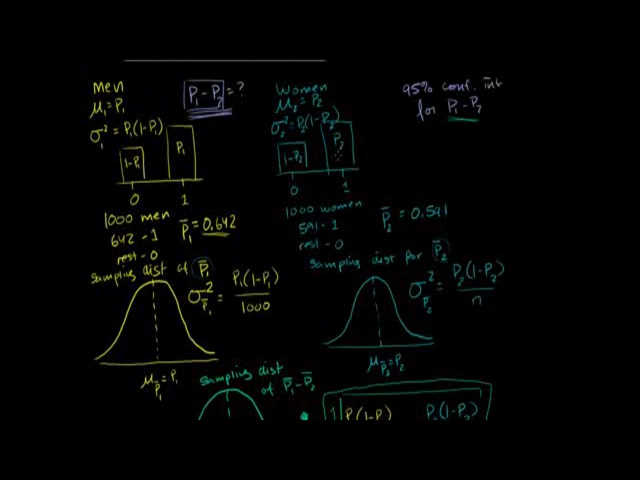 Men
μ₁=P₁
σ₁²=P₁(1-P₁)
1-P₁
P₁
0 1
P₁-P₂=?
Women
μ₂=P₂
σ₂²=P₂(1-P₂)
1-P₂
P₂
0 1
95% conf. int
for P₁-P₂
1000 men
642 - 1
rest - 0
P̅₁=0.642
1000 women
591 - 1
rest - 0
P̅₂=0.591
Sampling dist of P̅₁
σ²P̅₁=P₁(1-P₁)/1000
μP̅₁=P₁
Sampling dist for P̅₂
σ²P̅₂=P₂(1-P₂)/n
μP̅₂=P₂
Sampling dist
of P̅₁-P̅₂
P₂(1-P₂)